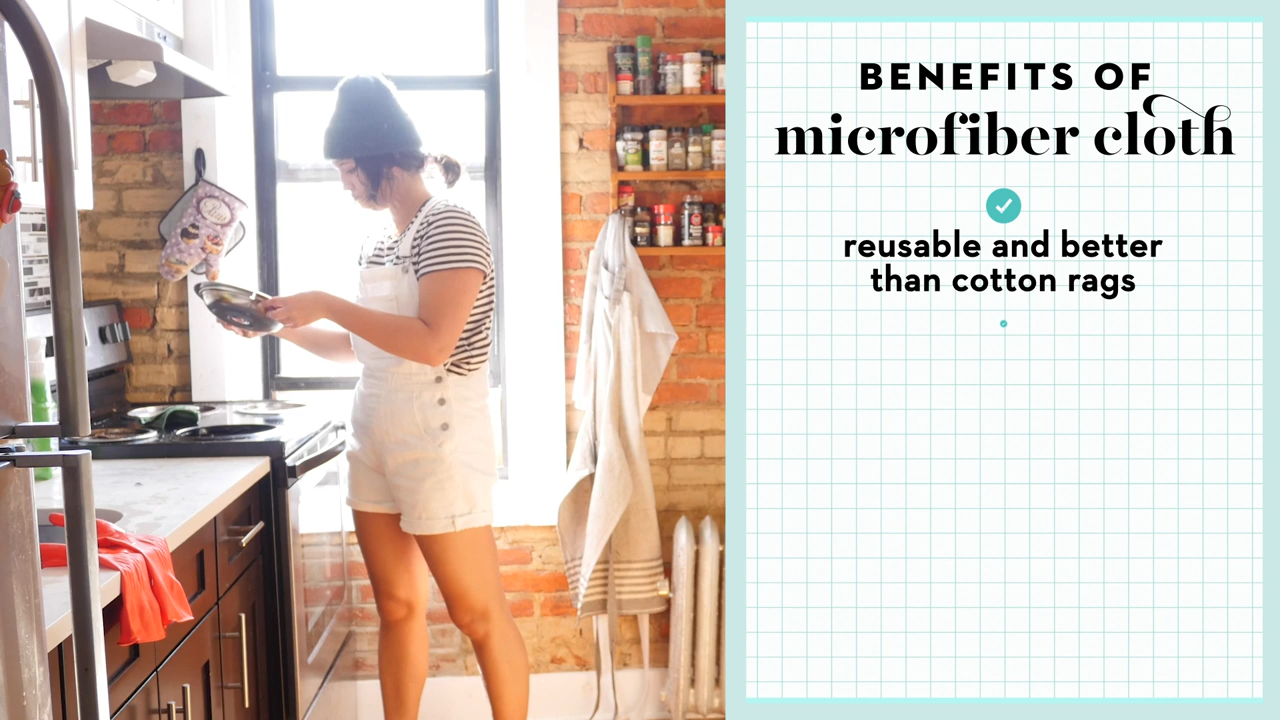 BENEFITS OF
microfiber cloth
reusable and better
than cotton rags